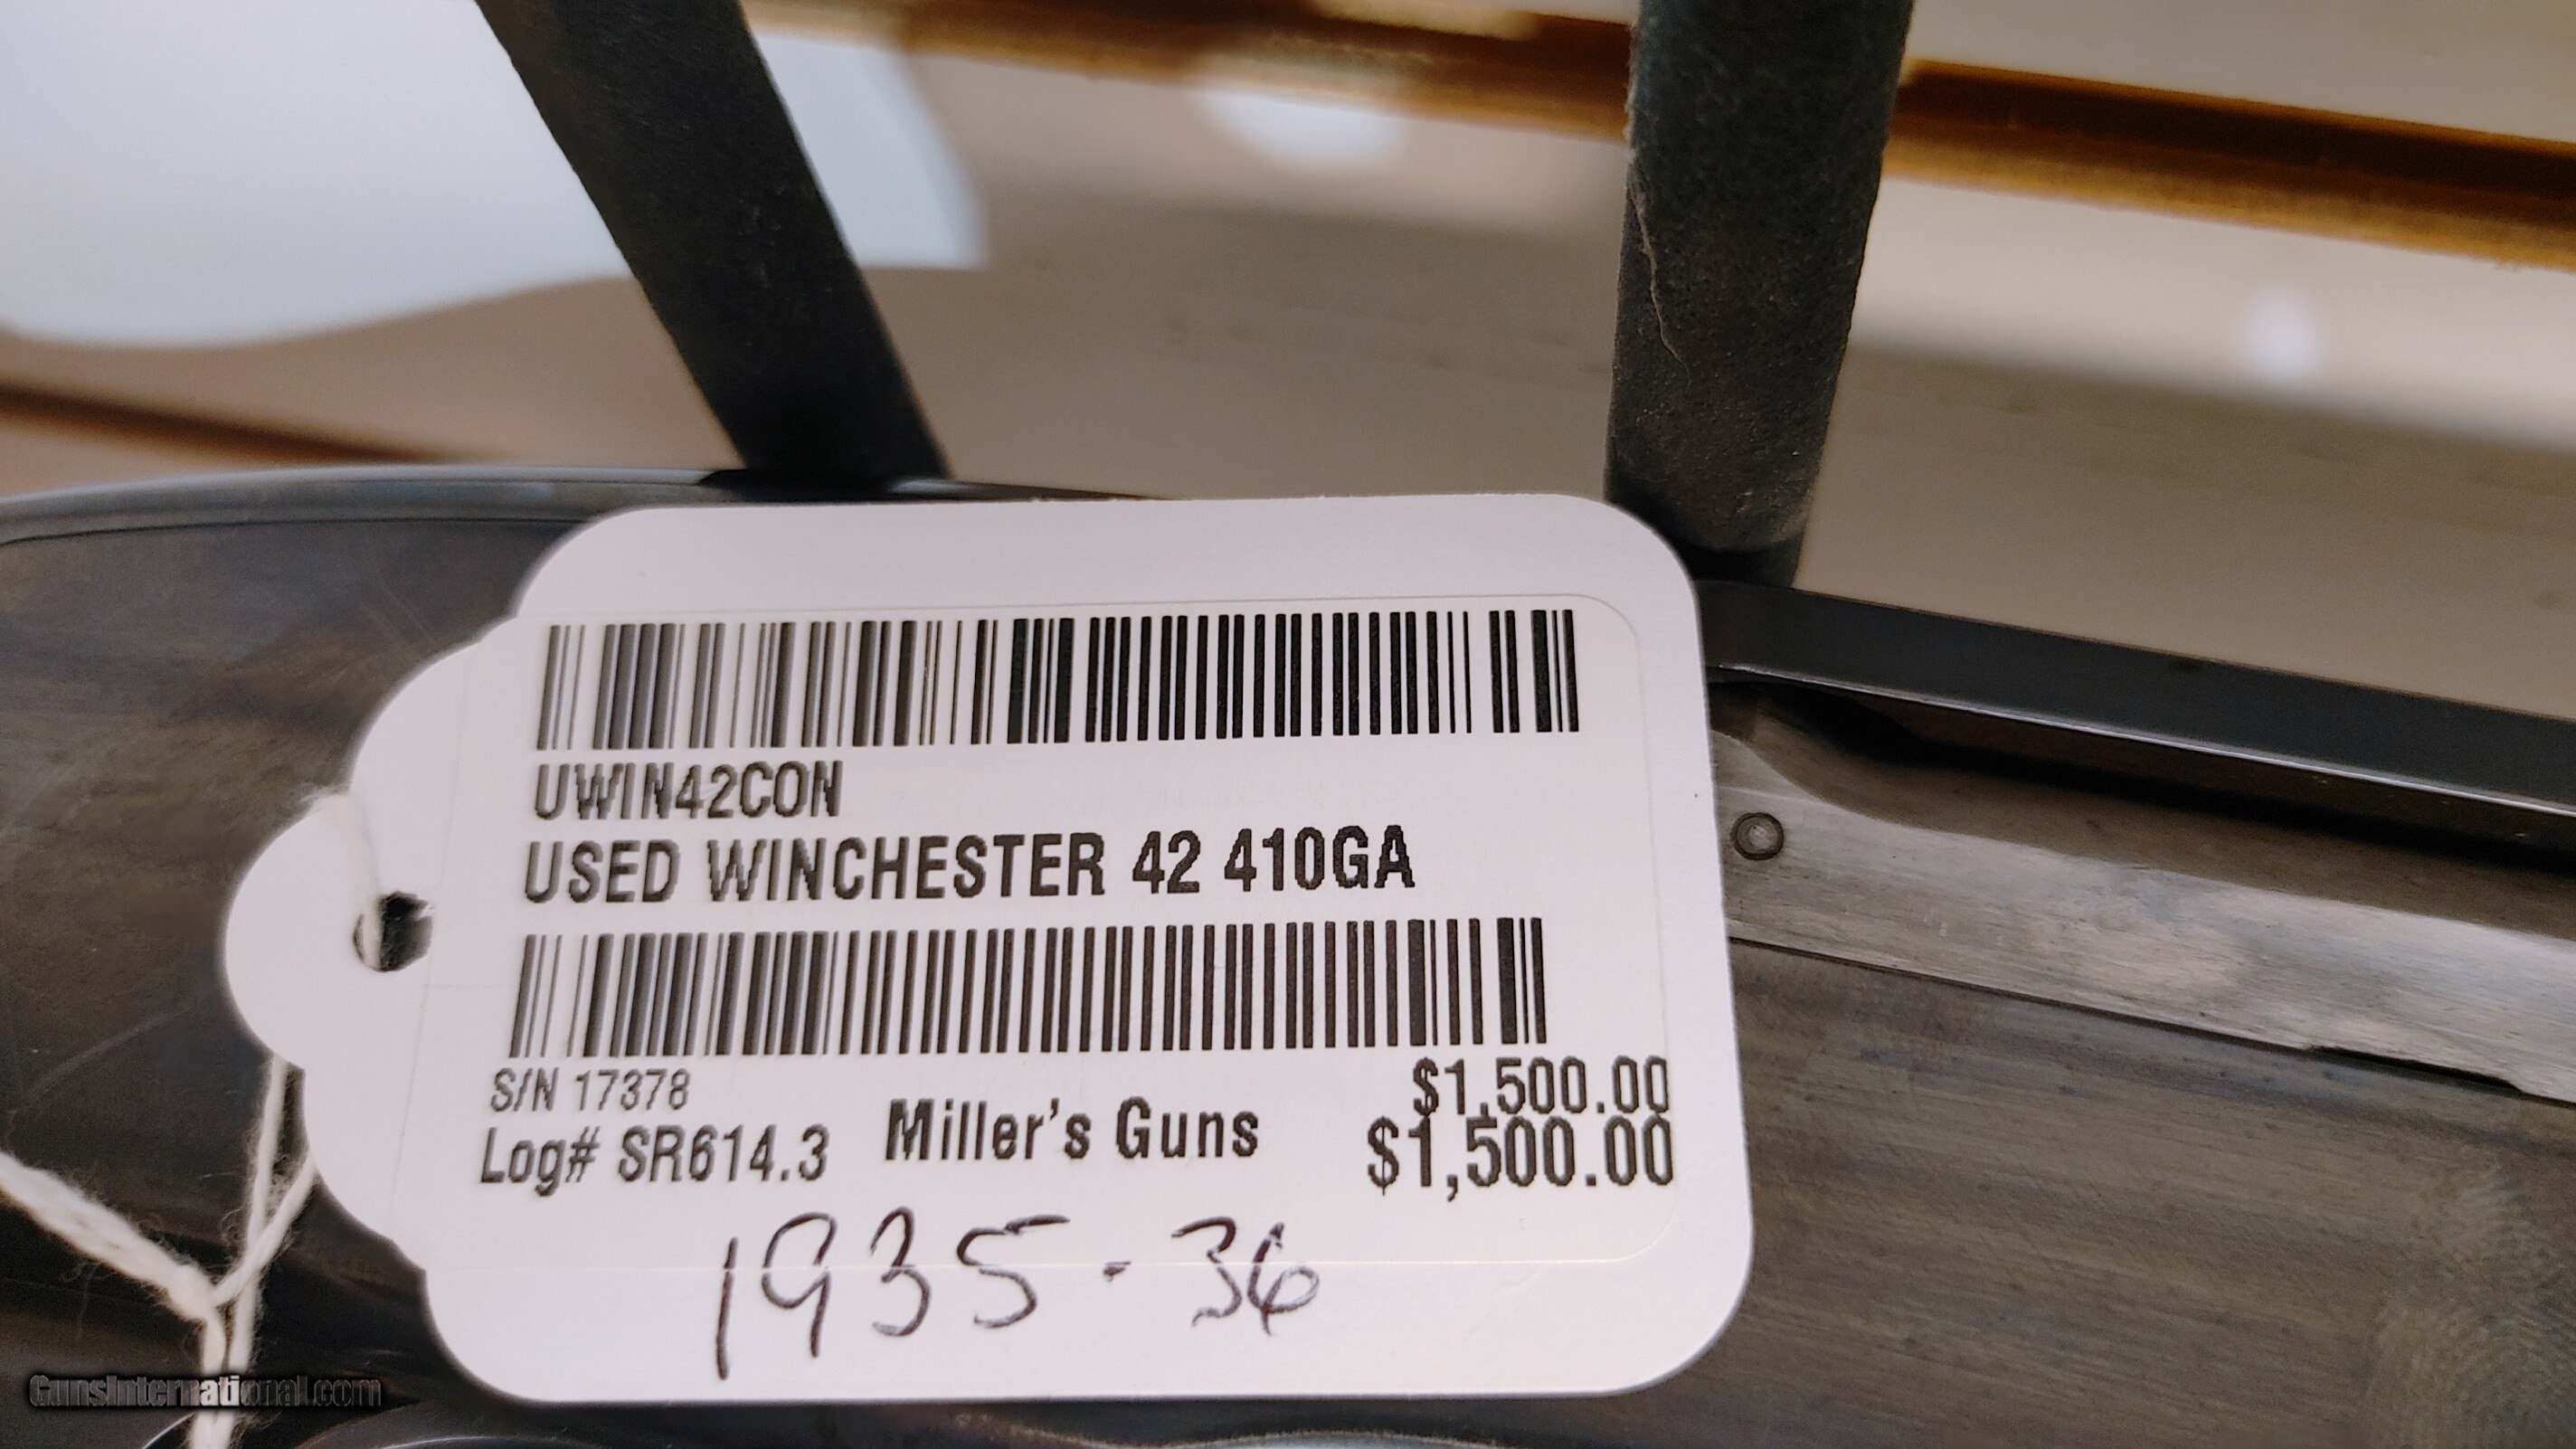 UWIN42CON
USED WINCHESTER 42 410GA
S/N 17378
$1,500.00
Log# SR614.3
Miller's Guns
$1,500.00
1935-36
GunsInternational.com